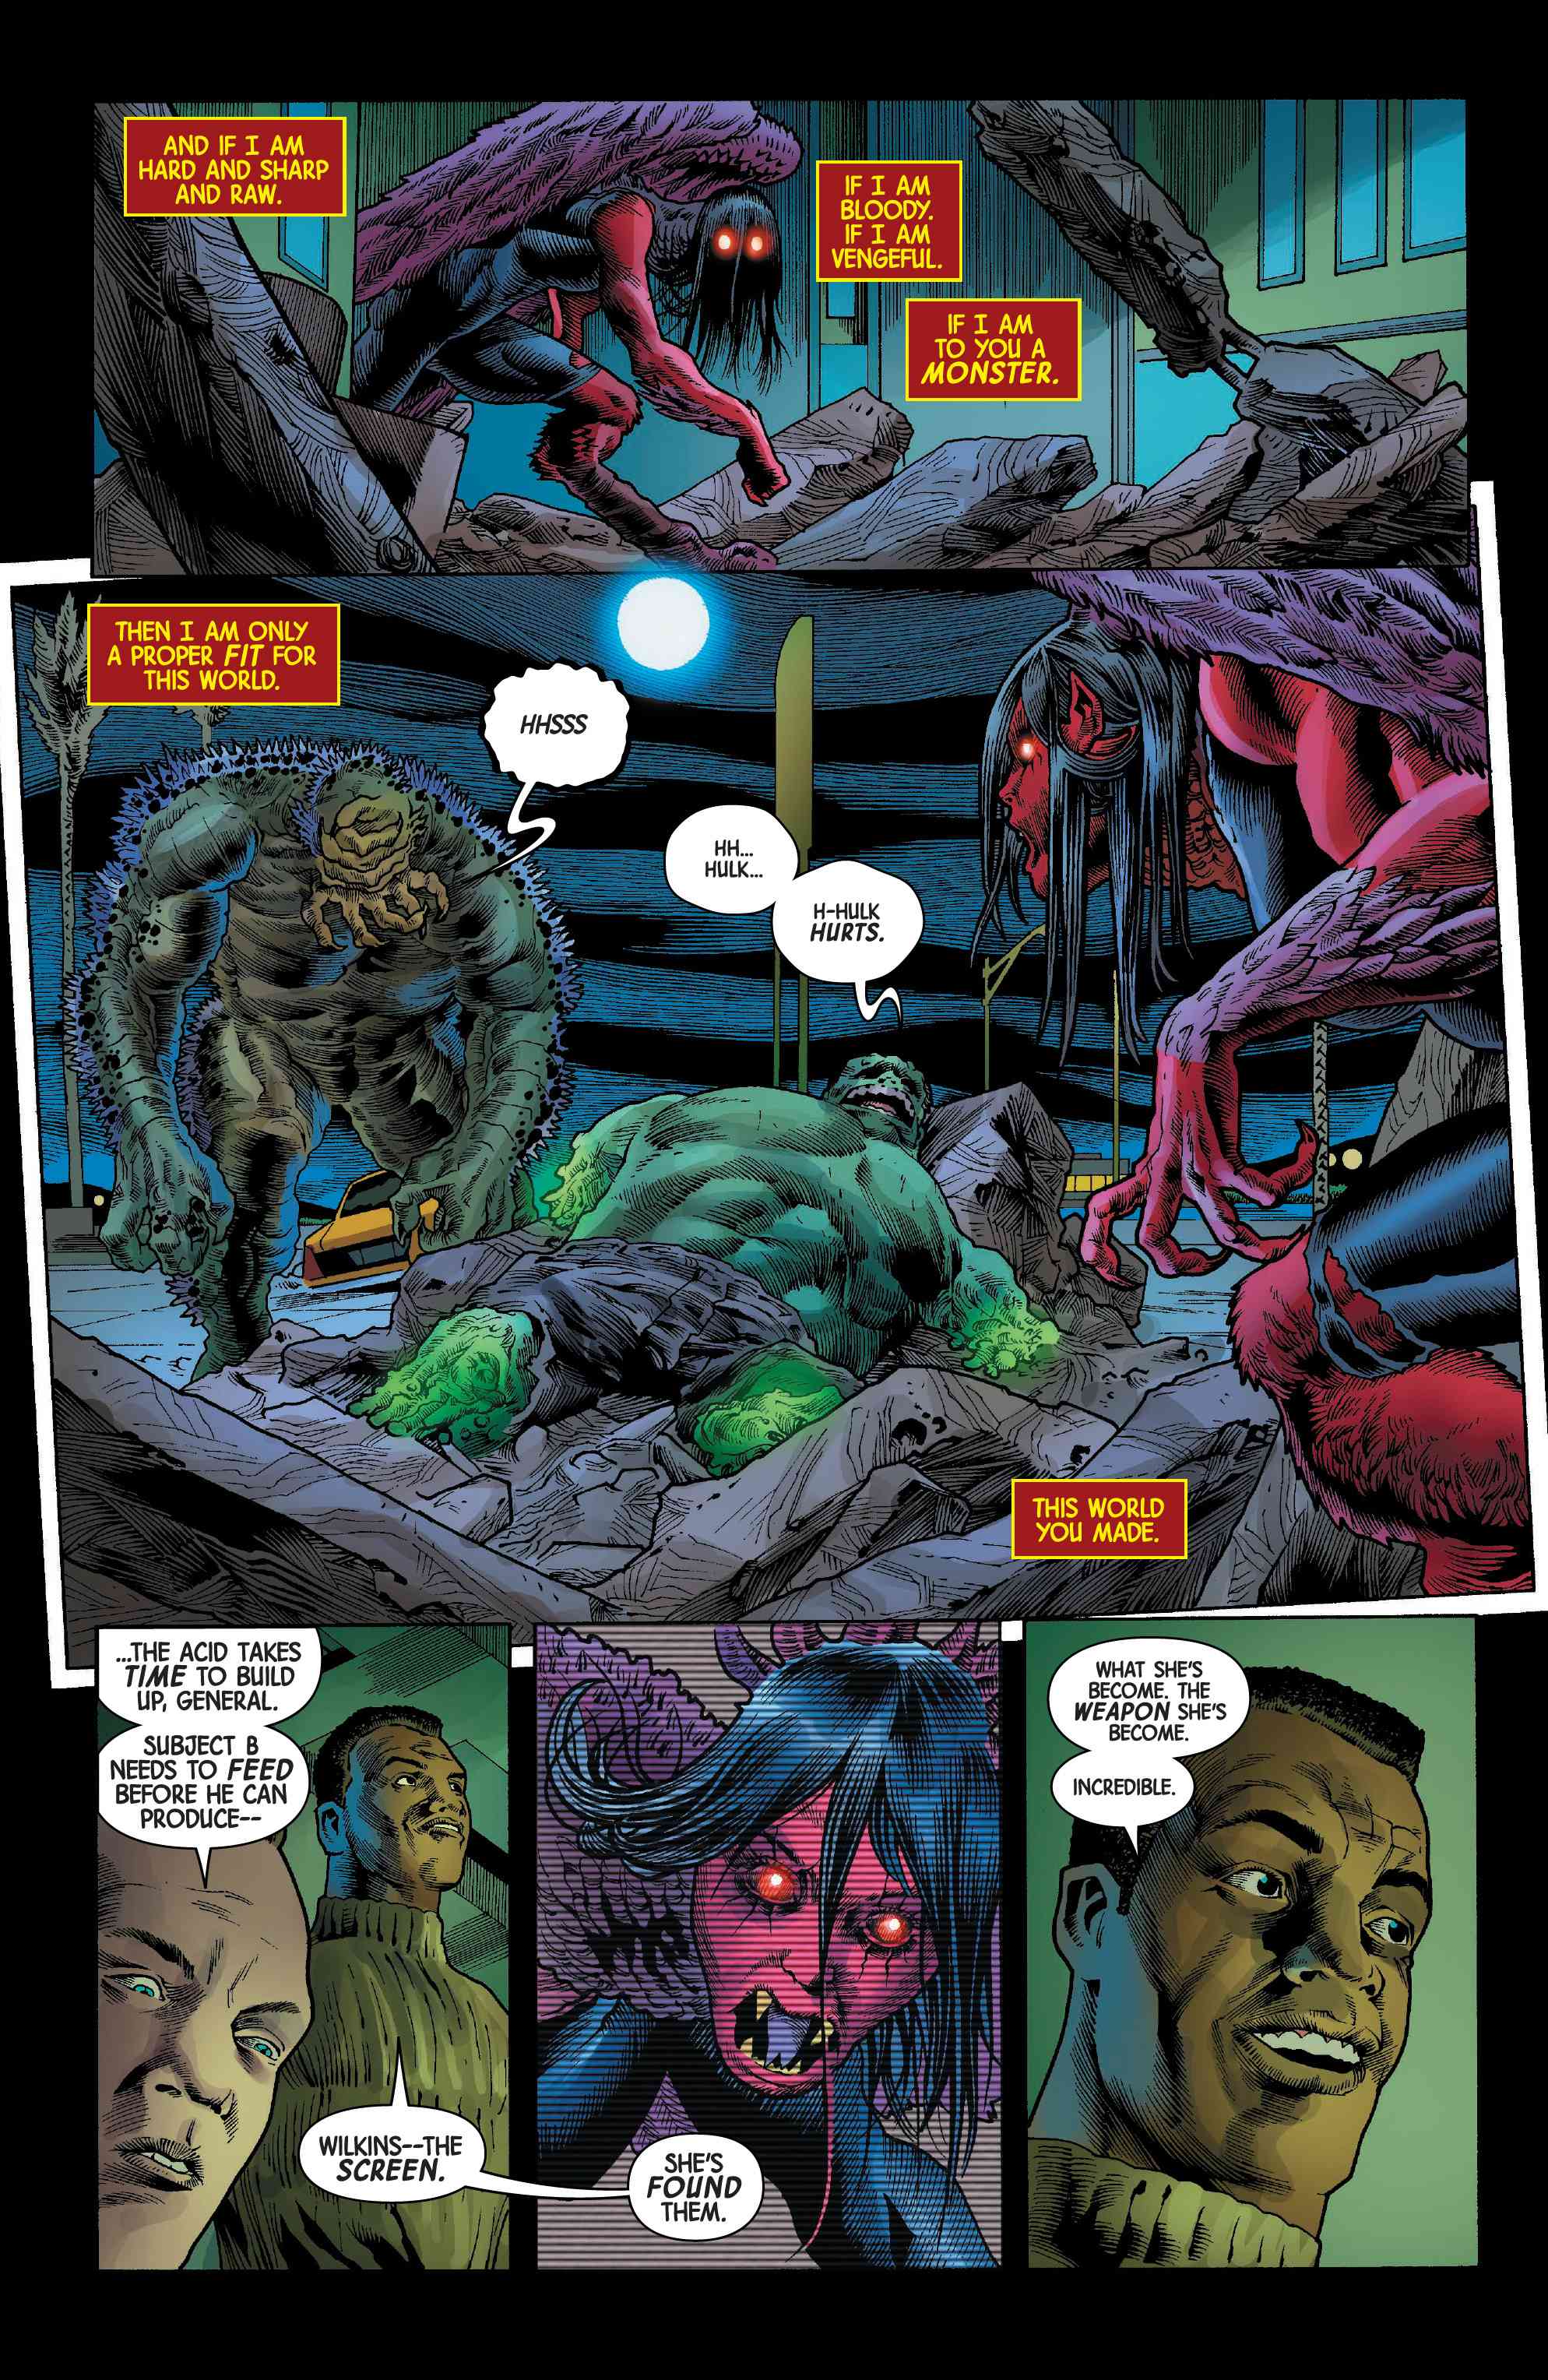 AND IF I AM
HARD AND SHARP
AND RAW.
IF I AM
BLOODY.
IF I AM
VENGEFUL.
IF I AM
TO YOU A
MONSTER.
THEN I AM ONLY
A PROPER FIT FOR
THIS WORLD.
HHSSS
HH...
HULK...
H-HULK
HURTS.
THIS WORLD
YOU MADE.
...THE ACID TAKES
TIME TO BUILD
UP, GENERAL.
SUBJECT B
NEEDS TO FEED
BEFORE HE CAN
PRODUCE--
WILKINS--THE
SCREEN.
SHE'S
FOUND
THEM.
WHAT SHE'S
BECOME. THE
WEAPON SHE'S
BECOME.
INCREDIBLE.